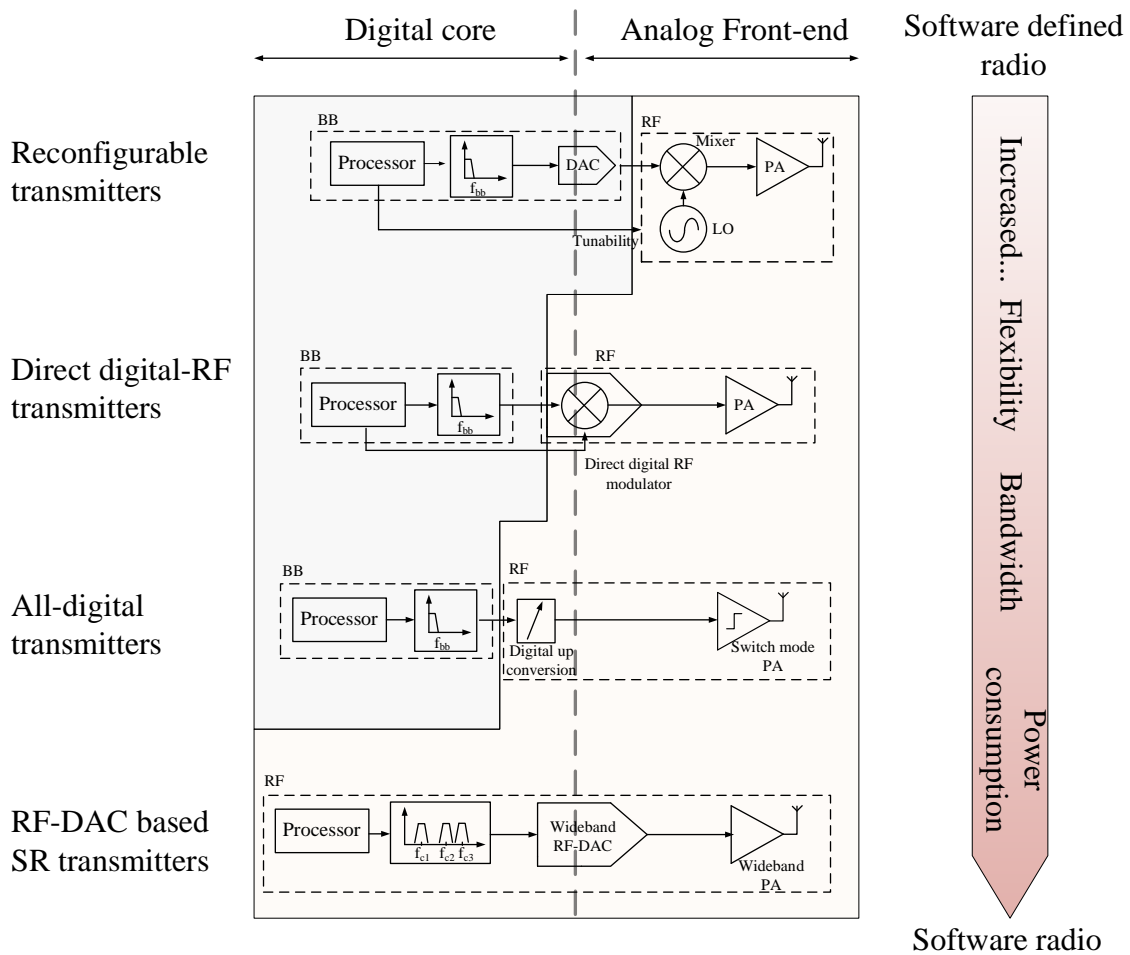 Digital core
Analog Front-end
Software defined
radio
Reconfigurable
transmitters
BB
Processor
f_bb
DAC
RF
Mixer
PA
LO
Tunability
Direct digital-RF
transmitters
BB
Processor
f_bb
RF
PA
Direct digital RF
modulator
All-digital
transmitters
BB
Processor
f_bb
RF
Digital up
conversion
Switch mode
PA
RF-DAC based
SR transmitters
RF
Processor
f_c1 f_c2 f_c3
Wideband
RF-DAC
Wideband
PA
Increased...
Flexibility
Bandwidth
Power
consumption
Software radio